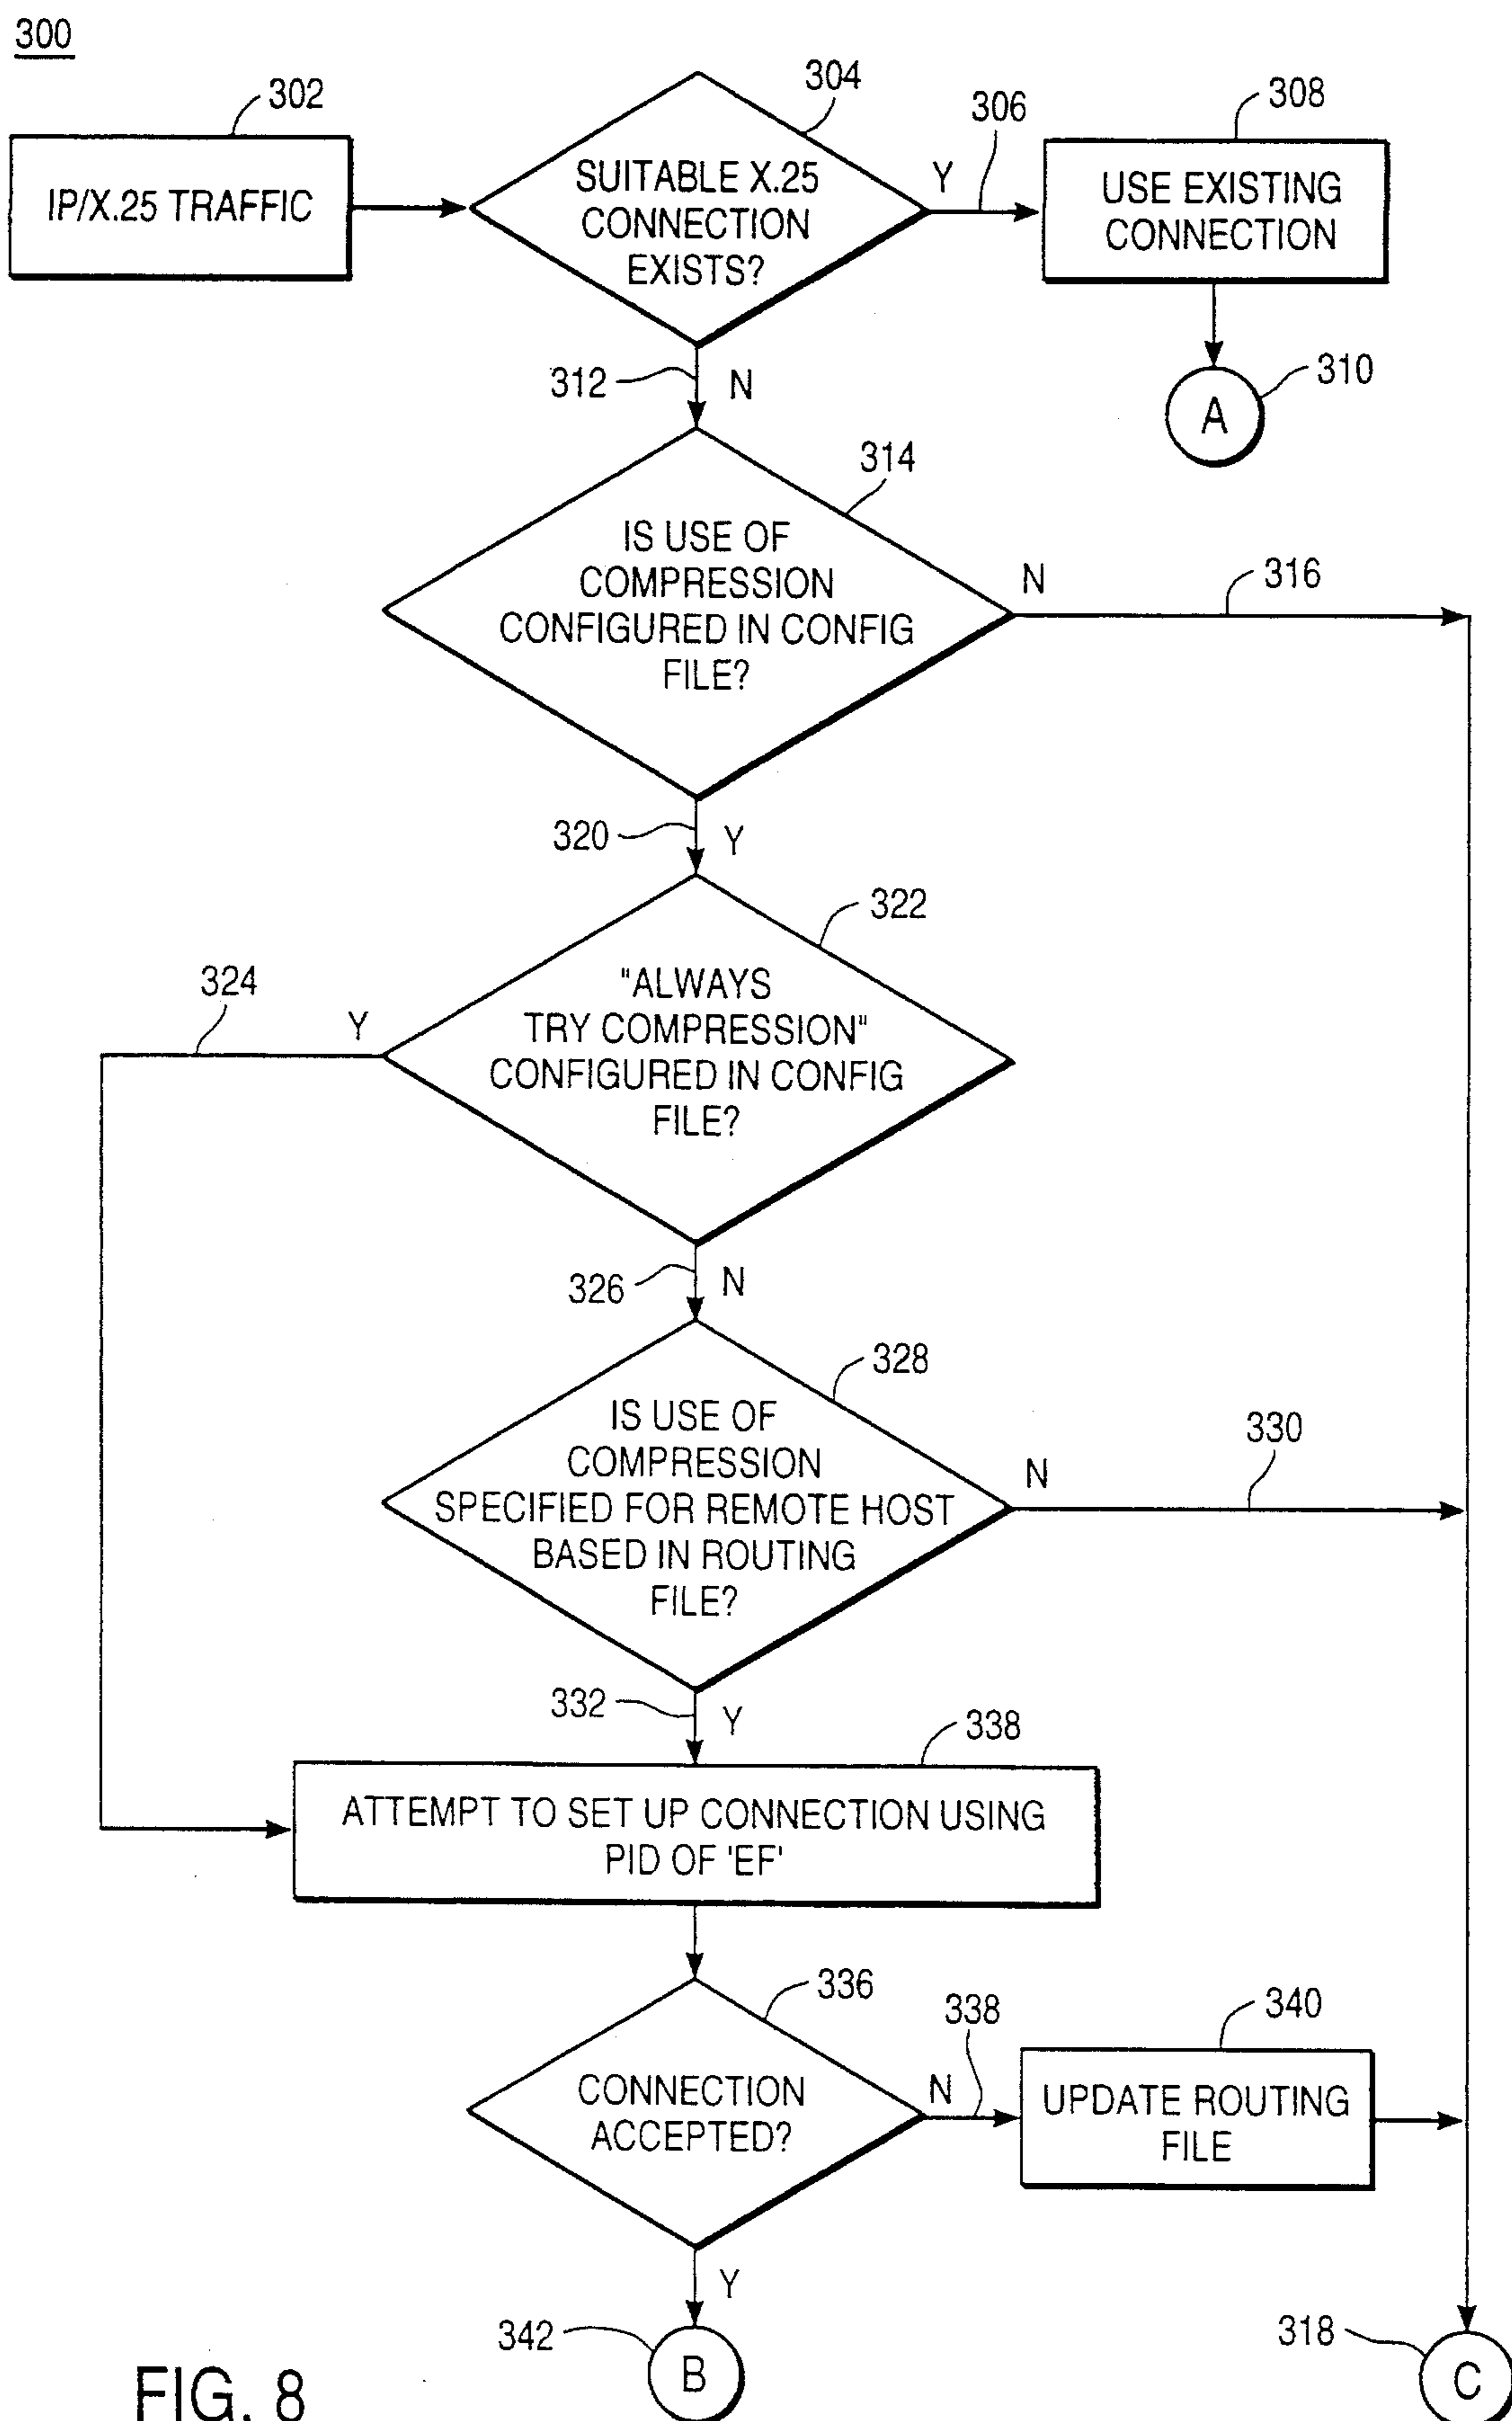 300
302
IP/X.25 TRAFFIC
304
SUITABLE X.25
CONNECTION
EXISTS?
Y
306
308
USE EXISTING
CONNECTION
310
A
312
N
314
IS USE OF
COMPRESSION
CONFIGURED IN CONFIG
FILE?
N
316
320
Y
322
"ALWAYS
TRY COMPRESSION"
CONFIGURED IN CONFIG
FILE?
324
Y
326
N
328
IS USE OF
COMPRESSION
SPECIFIED FOR REMOTE HOST
BASED IN ROUTING
FILE?
N
330
332
Y
338
ATTEMPT TO SET UP CONNECTION USING
PID OF 'EF'
336
CONNECTION
ACCEPTED?
N
338
340
UPDATE ROUTING
FILE
Y
342
B
318
C
FIG. 8